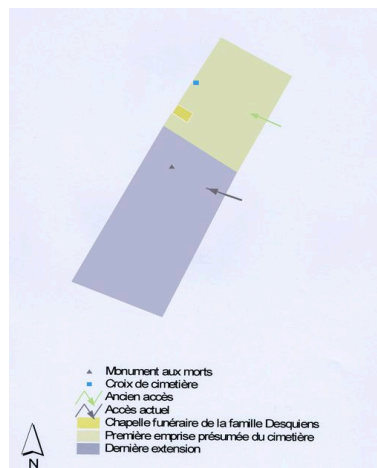 Monument aux morts
Croix de cimetière
Ancien accès
Accès actuel
Chapelle funéraire de la famille Desquiens
Première emprise présumée du cimetière
Dernière extension
N